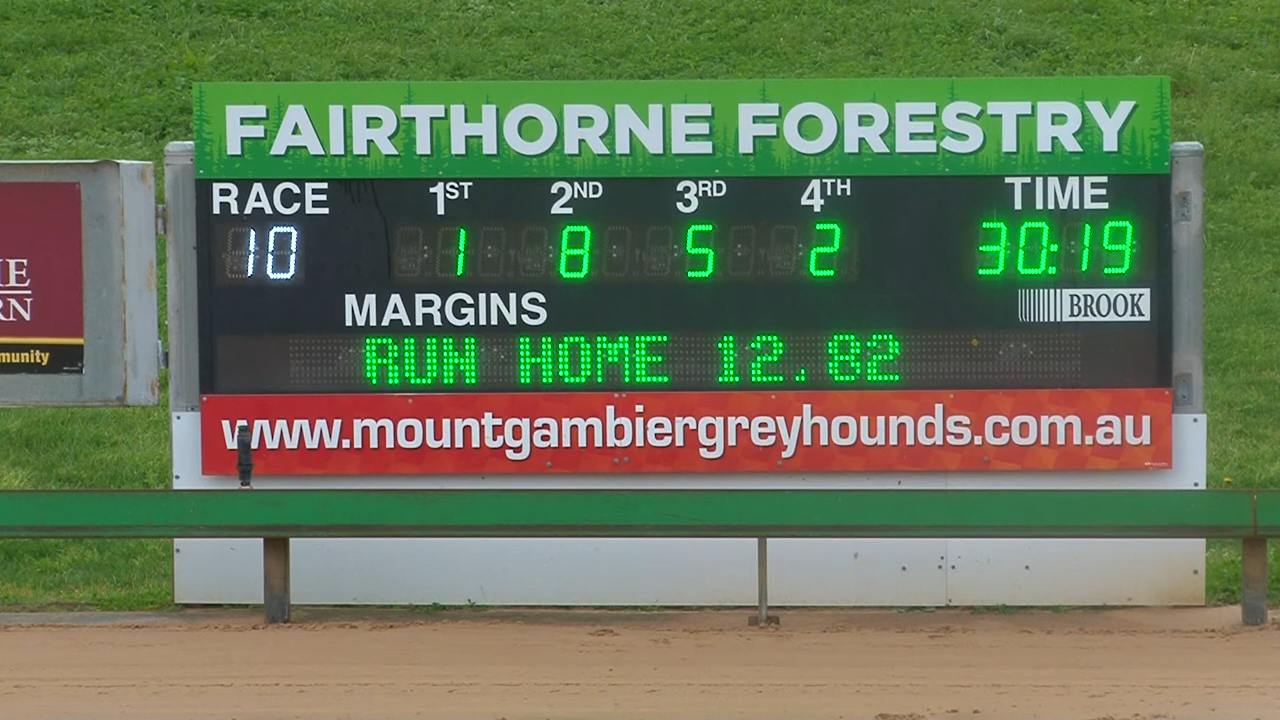 FAIRTHORNE FORESTRY
RACE 1ST 2ND 3RD 4TH TIME
10 1 8 5 2 30:19
MARGINS
BROOK
RUN HOME 12.82
www.mountgambiergreyhounds.com.au
munity